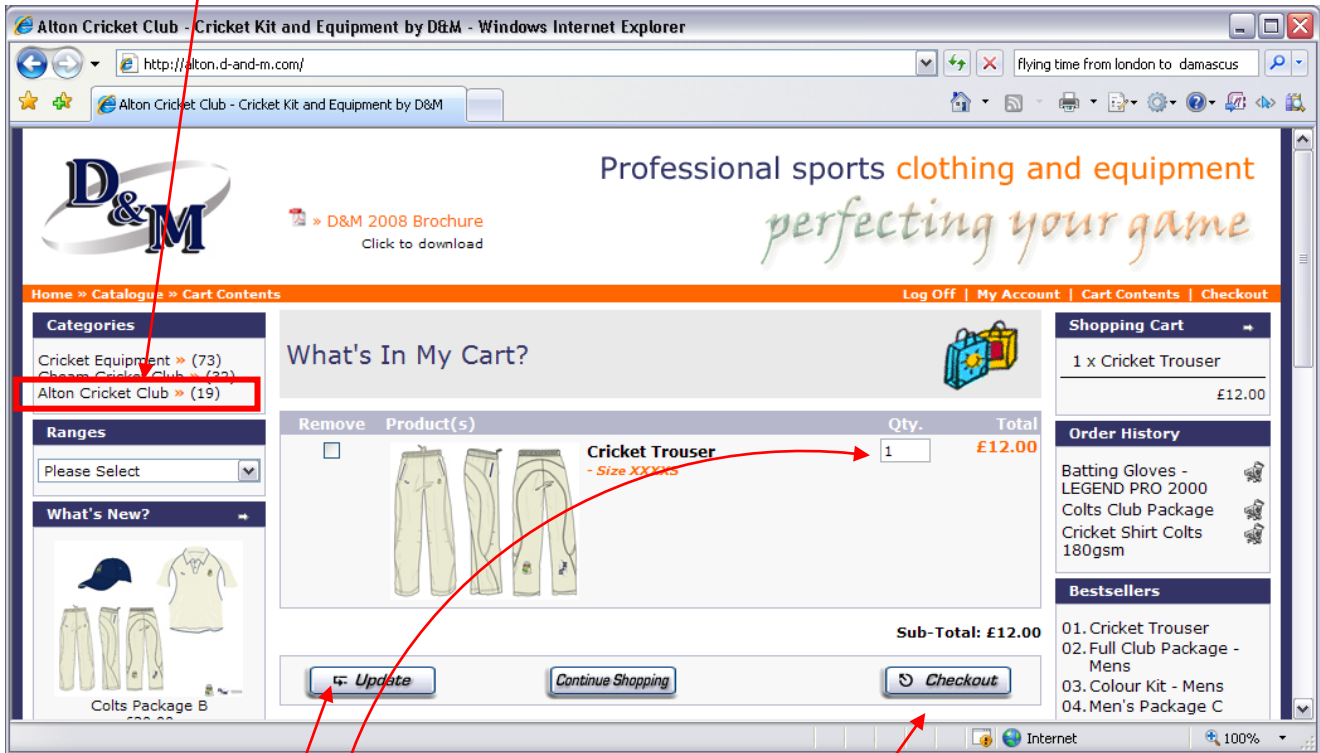 Alton Cricket Club - Cricket Kit and Equipment by D&M - Windows Internet Explorer
http://alton.d-and-m.com/
flying time from london to damascus
Alton Cricket Club - Cricket Kit and Equipment by D&M
D&M
» D&M 2008 Brochure
Click to download
Professional sports clothing and equipment
perfecting your game
Home » Catalogue » Cart Contents
Log Off | My Account | Cart Contents | Checkout
Categories
Cricket Equipment » (73)
Cheam Cricket Club » (32)
Alton Cricket Club » (19)
Ranges
Please Select
What's New?
Colts Package B
What's In My Cart?
Remove Product(s) Qty. Total
Cricket Trouser
- Size XXXXS
1
£12.00
Sub-Total: £12.00
Update
Continue Shopping
Checkout
Shopping Cart
1 x Cricket Trouser
£12.00
Order History
Batting Gloves -
LEGEND PRO 2000
Colts Club Package
Cricket Shirt Colts
180gsm
Bestsellers
01. Cricket Trouser
02. Full Club Package -
Mens
03. Colour Kit - Mens
04. Men's Package C
Internet
100%